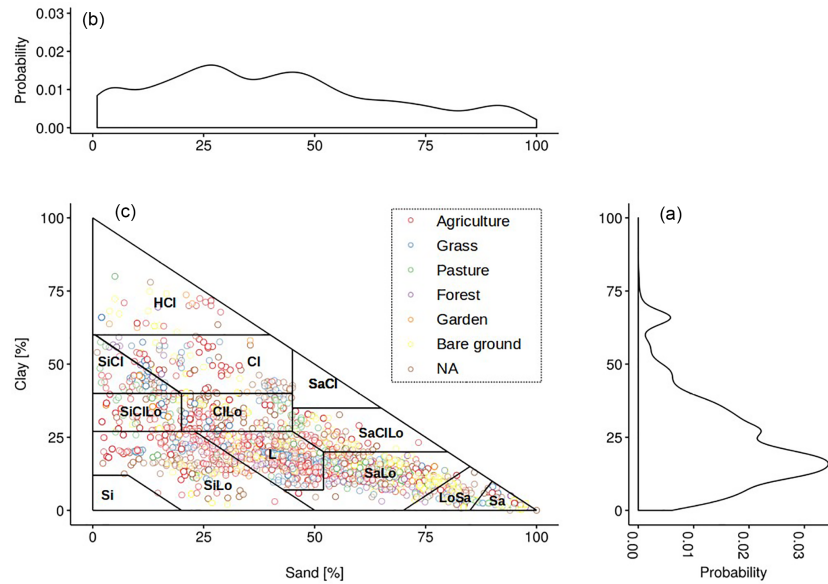 (b)
Probability
0.03
0.02
0.01
0.00
0 25 50 75 100
(c)
Clay [%]
100
75
50
25
0
HCl
SiCl
Cl
SaCl
SiClLo
ClLo
SaClLo
L
SaLo
SiLo
LoSa
Si
Sa
Agriculture
Grass
Pasture
Forest
Garden
Bare ground
NA
0 25 50 75 100
Sand [%]
(a)
100
75
50
25
0
0.00 0.01 0.02 0.03
Probability